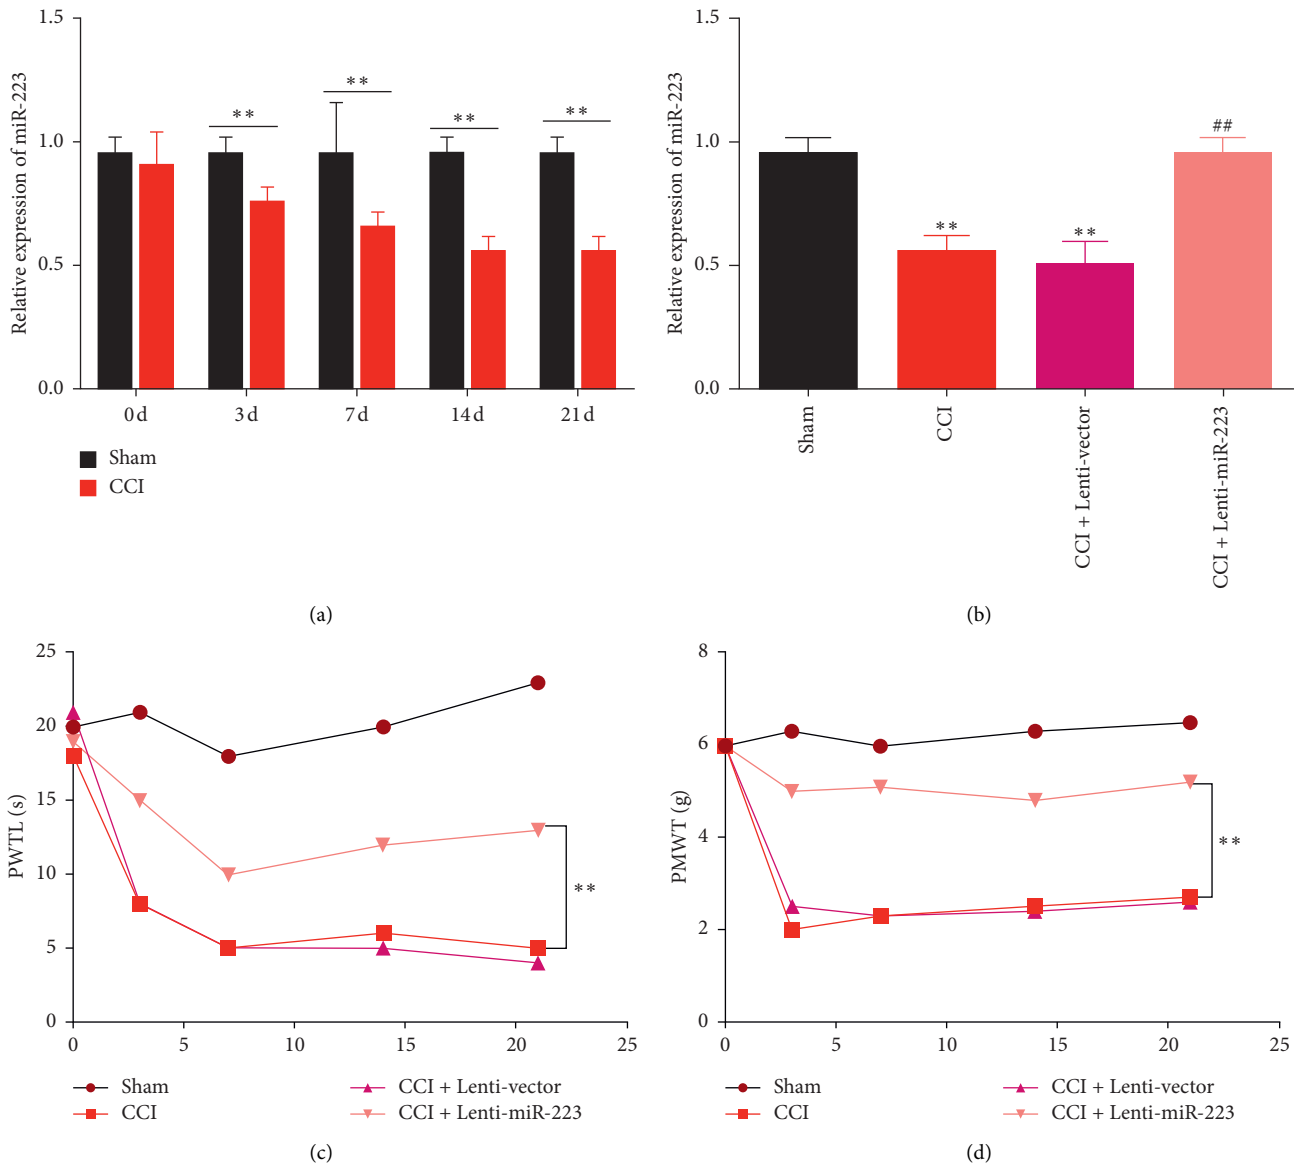 Relative expression of miR-223
1.5
1.0
0.5
0.0
**
**
**
**
0 d
3 d
7 d
14 d
21 d
Sham
CCI
(a)
Relative expression of miR-223
1.5
1.0
0.5
0.0
**
**
##
Sham
CCI
CCI + Lenti-vector
CCI + Lenti-miR-223
(b)
PWTL (s)
25
20
15
10
5
0
**
0
5
10
15
20
25
Sham
CCI
CCI + Lenti-vector
CCI + Lenti-miR-223
(c)
PMWT (g)
8
6
4
2
0
**
0
5
10
15
20
25
Sham
CCI
CCI + Lenti-vector
CCI + Lenti-miR-223
(d)